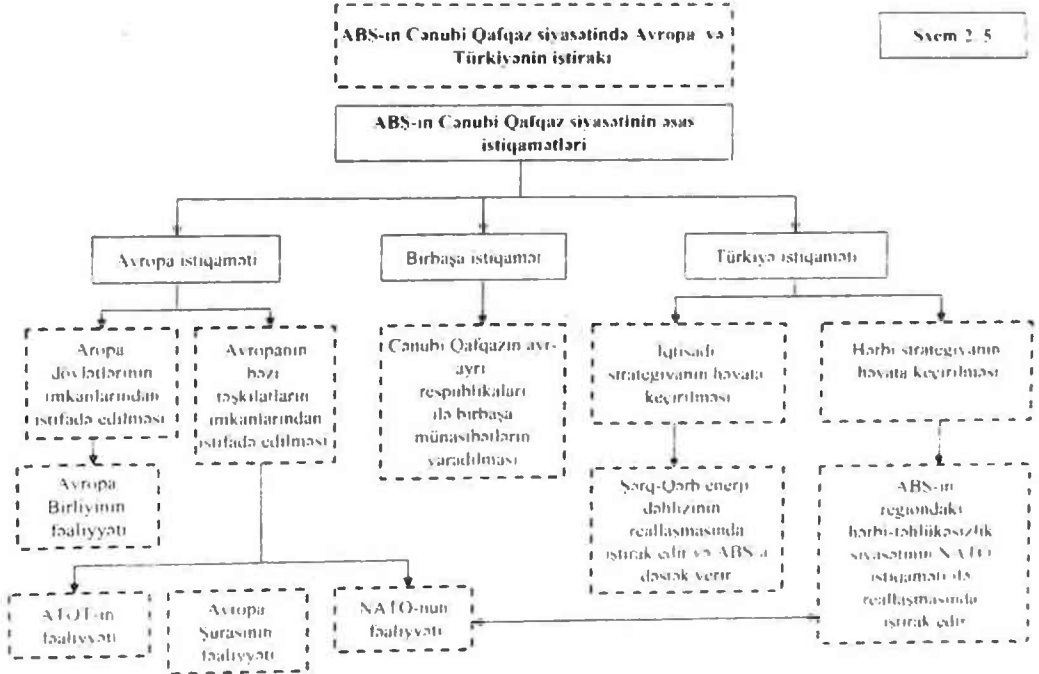 ABŞ-ın Cənubi Qafqaz siyasətində Avropa və
Türkiyənin iştirakı
Sxem 2.5
ABŞ-ın Cənubi Qafqaz siyasətinin əsas
istiqamətləri
Avropa istiqaməti
Birbaşa istiqamət
Türkiyə istiqaməti
Aropa
dövlətlərinin
imkanlarından
istifadə edilməsi
Avropanın
bəzi
təşkilatların
imkanlarından
istifadə edilməsi
Cənubi Qafqazın ayrı-
ayrı
respublikaları
ilə birbaşa
münasibətlərin
yaradılması
İqtisadi
strategiyanın həyata
keçirilməsi
Hərbi strategiyanın
həyata keçirilməsi
Avropa
Birliyinin
fəaliyyəti
Şərq-Qərb enerji
dəhlizinin
reallaşmasında
iştirak edir və ABŞ-a
dəstək verir
ABŞ-ın
regiondakı
hərbi-təhlükəsizlik
siyasətinin NATO
istiqaməti ilə
reallaşmasında
iştirak edir
ATƏT-in
fəaliyyəti
Avropa
Şurasının
fəaliyyəti
NATO-nun
fəaliyyəti